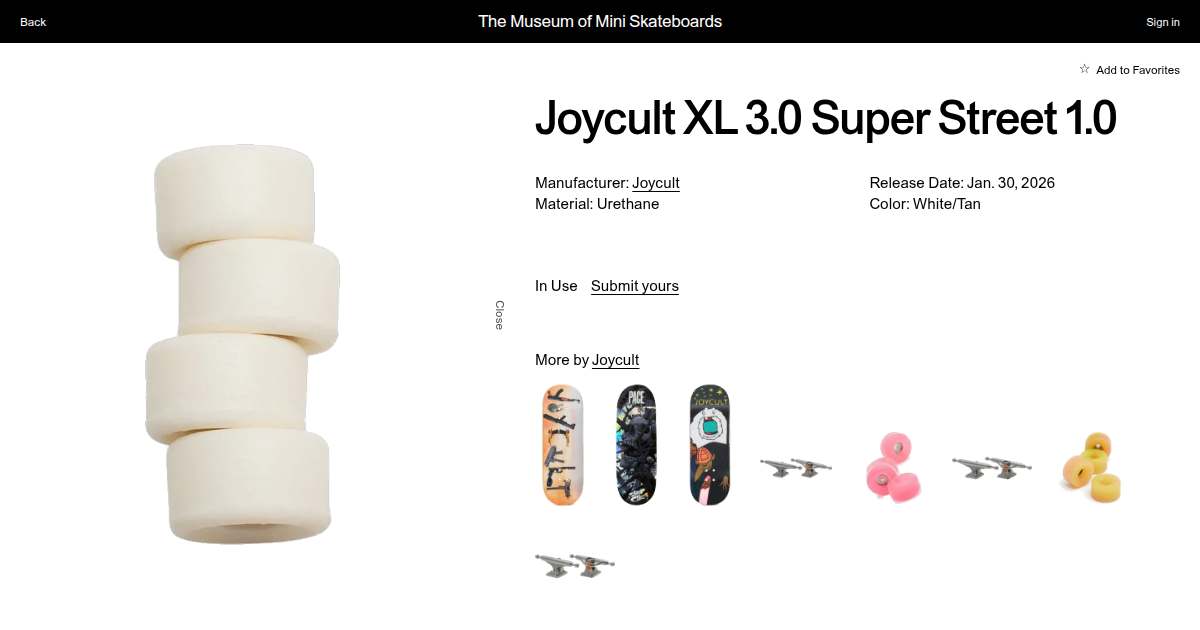 Back
The Museum of Mini Skateboards
Sign in
☆ Add to Favorites
Joycult XL 3.0 Super Street 1.0
Manufacturer: Joycult
Material: Urethane
Release Date: Jan. 30, 2026
Color: White/Tan
In Use Submit yours
Close
More by Joycult
JOYCULT
PACE
JOYCULT